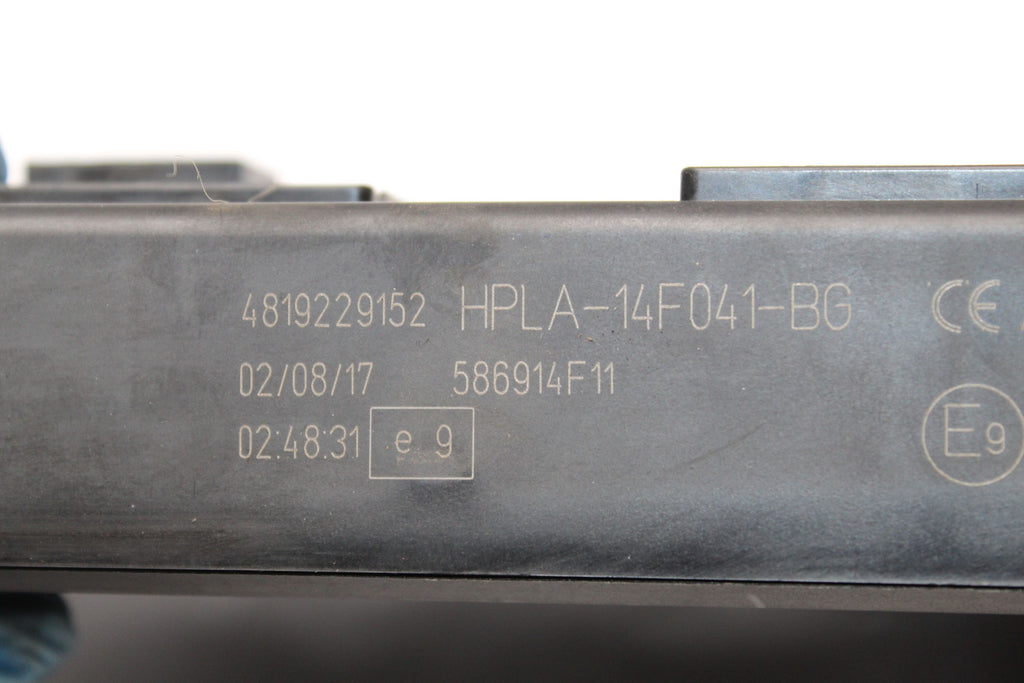 4819229152 HPLA-14F041-BG CE
02/08/17 586914F11
02:48:31 e 9 E9